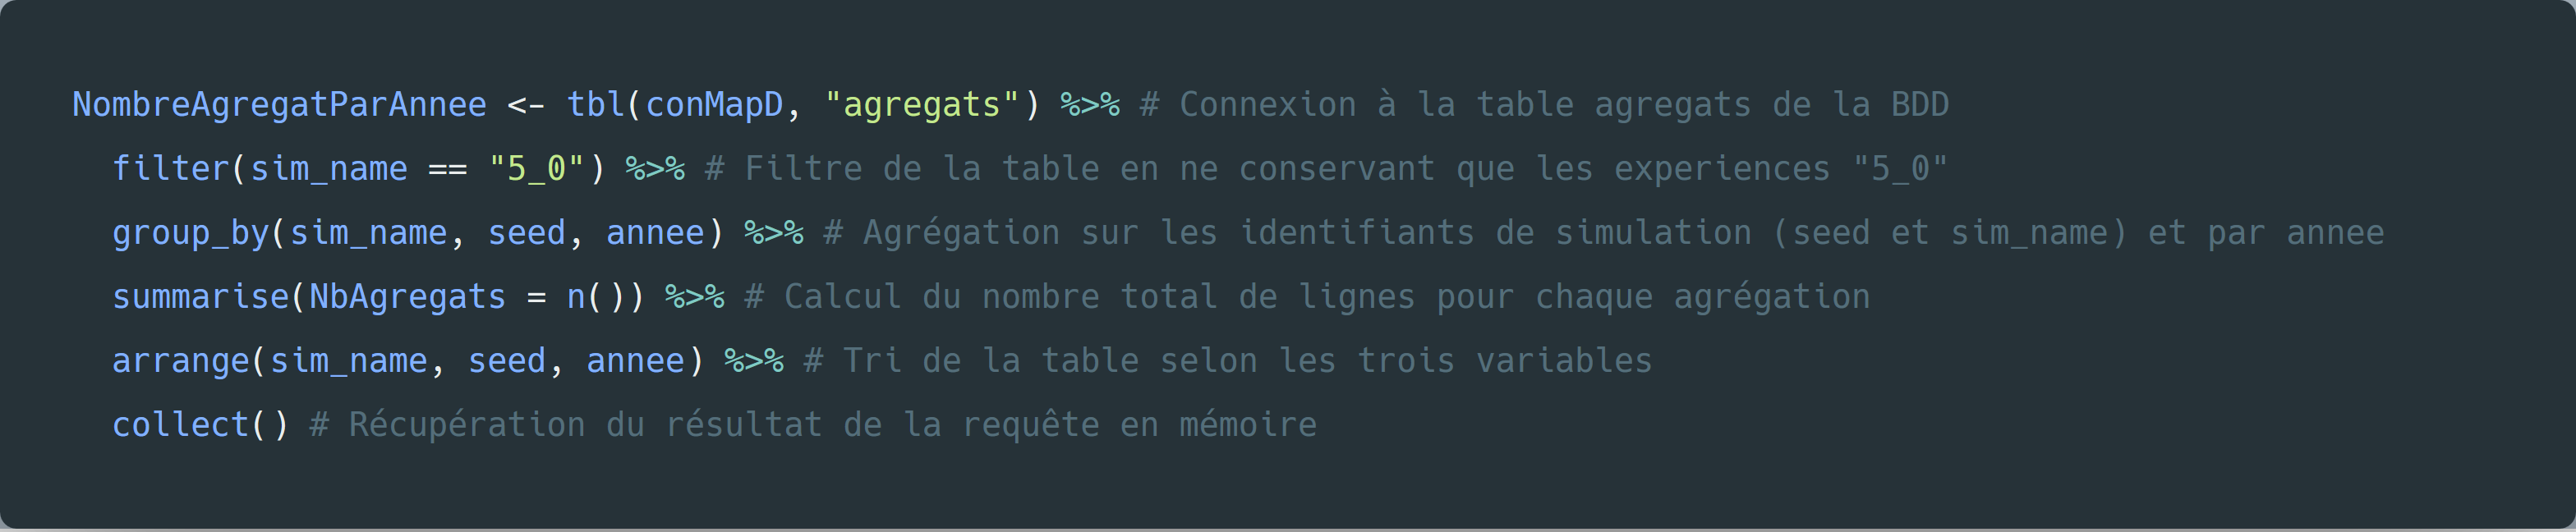 NombreAgregatParAnnee <- tbl(conMapD, "agregats") %>% # Connexion à la table agregats de la BDD
  filter(sim_name == "5_0") %>% # Filtre de la table en ne conservant que les experiences "5_0"
  group_by(sim_name, seed, annee) %>% # Agrégation sur les identifiants de simulation (seed et sim_name) et par annee
  summarise(NbAgregats = n()) %>% # Calcul du nombre total de lignes pour chaque agrégation
  arrange(sim_name, seed, annee) %>% # Tri de la table selon les trois variables
  collect() # Récupération du résultat de la requête en mémoire